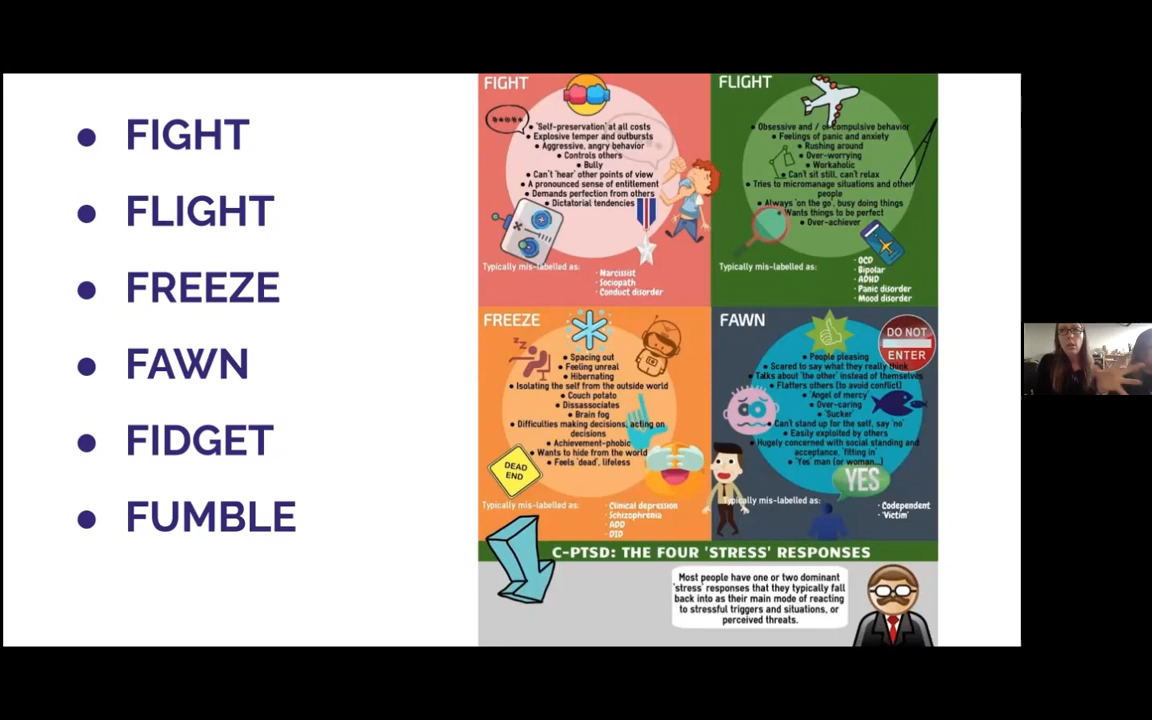 ● FIGHT
● FLIGHT
● FREEZE
● FAWN
● FIDGET
● FUMBLE
FIGHT
● 'Self-preservation' at all costs
● Explosive temper and outbursts
● Aggressive, angry behavior
● Controls others
● Bully
● Can't 'hear' other points of view
● A pronounced sense of entitlement
● Demands perfection from others
● Dictatorial tendencies
Typically mis-labelled as:
· Narcissist
· Sociopath
· Conduct disorder
FLIGHT
● Obsessive and / or compulsive behavior
● Feelings of panic and anxiety
● Rushing around
● Over-worrying
● Workaholic
● Can't sit still, can't relax
● Tries to micromanage situations and other
people
● Always 'on the go', busy doing things
● Wants things to be perfect
● Over-achiever
Typically mis-labelled as:
· OCD
· Bipolar
· ADHD
· Panic disorder
· Mood disorder
FREEZE
● Spacing out
● Feeling unreal
● Hibernating
● Isolating the self from the outside world
● Couch potato
● Dissassociates
● Brain fog
● Difficulties making decisions, acting on
decisions
● Achievement-phobic
● Wants to hide from the world
● Feels 'dead', lifeless
DEAD
END
Typically mis-labelled as:
· Clinical depression
· Schizophrenia
· ADD
· DID
FAWN
DO NOT
ENTER
● People pleasing
● Scared to say what they really think
● Talks about 'the other' instead of themselves
● Flatters others (to avoid conflict)
● 'Angel of mercy'
● Over-caring
● 'Sucker'
● Can't stand up for the self, say 'no'
● Easily exploited by others
● Hugely concerned with social standing and
acceptance, 'fitting in'
● 'Yes' man (or woman...)
YES
Typically mis-labelled as:
· Codependent
· 'Victim'
C-PTSD: THE FOUR 'STRESS' RESPONSES
Most people have one or two dominant
'stress' responses that they typically fall
back into as their main mode of reacting
to stressful triggers and situations, or
perceived threats.